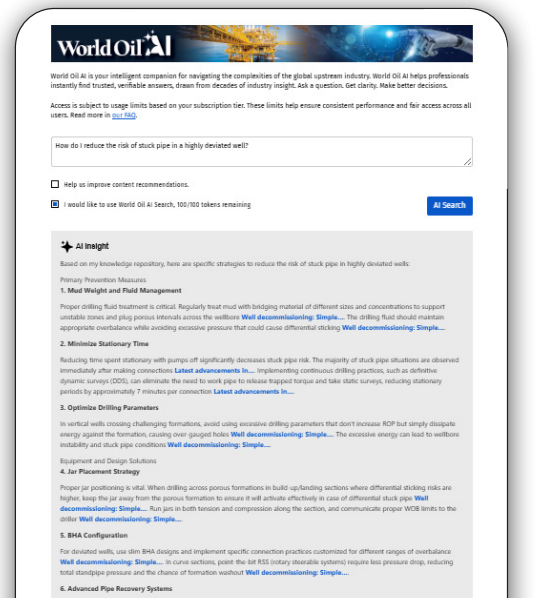 World Oil AI
World Oil AI is your intelligent companion for navigating the complexities of the global upstream industry. World Oil AI helps professionals
instantly find trusted, verifiable answers, drawn from decades of industry insight. Ask a question. Get clarity. Make better decisions.
Access is subject to usage limits based on your subscription tier. These limits help ensure consistent performance and fair access across all
users. Read more in our FAQ.
How do I reduce the risk of stuck pipe in a highly deviated well?
Help us improve content recommendations.
I would like to use World Oil AI Search, 100/100 tokens remaining
AI Search
AI Insight
Based on my knowledge repository, here are specific strategies to reduce the risk of stuck pipe in highly deviated wells:
Primary Prevention Measures
1. Mud Weight and Fluid Management
Proper drilling fluid treatment is critical. Regularly treat mud with bridging material of different sizes and concentrations to support
unstable zones and plug porous intervals across the wellbore Well decommissioning: Simple.... The drilling fluid should maintain
appropriate overbalance while avoiding excessive pressure that could cause differential sticking Well decommissioning: Simple....
2. Minimize Stationary Time
Reducing time spent stationary with pumps off significantly decreases stuck pipe risk. The majority of stuck pipe situations are observed
immediately after making connections Latest advancements in.... Implementing continuous drilling practices, such as definitive
dynamic surveys (DDS), can eliminate the need to work pipe to release trapped torque and take static surveys, reducing stationary
periods by approximately 7 minutes per connection Latest advancements in....
3. Optimize Drilling Parameters
In vertical wells crossing challenging formations, avoid using excessive drilling parameters that don't increase ROP but simply dissipate
energy against the formation, causing over-gauged holes Well decommissioning: Simple.... The excessive energy can lead to wellbore
instability and stuck pipe conditions Well decommissioning: Simple....
Equipment and Design Solutions
4. Jar Placement Strategy
Proper jar positioning is vital. When drilling across porous formations in build-up/landing sections where differential sticking risks are
higher, keep the jar away from the porous formation to ensure it will activate effectively in case of differential stuck pipe Well
decommissioning: Simple.... Run jars in both tension and compression along the section, and communicate proper WOB limits to the
driller Well decommissioning: Simple....
5. BHA Configuration
For deviated wells, use slim BHA designs and implement specific connection practices customized for different ranges of overbalance
Well decommissioning: Simple.... In curve sections, point-the-bit RSS (rotary steerable systems) require less pressure drop, reducing
total standpipe pressure and the chance of formation washout Well decommissioning: Simple....
6. Advanced Pipe Recovery Systems